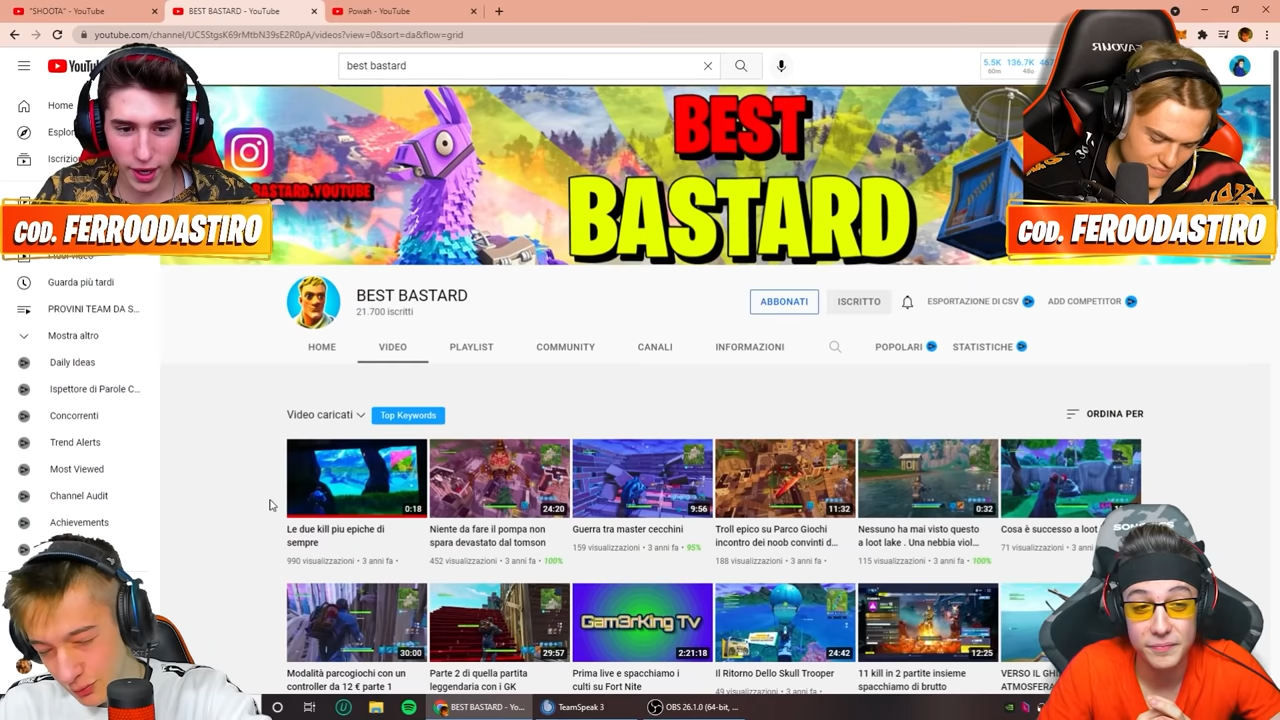 "SHOOTA" - YouTube
BEST BASTARD - YouTube
Powah - YouTube
youtube.com/channel/UC5StgsK69rMtbN39sE2R0pA/videos?view=0&sort=da&flow=grid
best bastard
5.5K 136.7K
60m 48o
Home
BEST
BASTARD
BASTARD.YOUTUBE
DROP
COD. FERROODASTIRO
COD. FEROODASTIRO
Guarda più tardi
PROVINI TEAM DA S...
Mostra altro
Daily Ideas
Ispettore di Parole C...
Concorrenti
Trend Alerts
Most Viewed
Channel Audit
Achievements
BEST BASTARD
21.700 iscritti
ABBONATI
ISCRITTO
ESPORTAZIONE DI CSV
ADD COMPETITOR
HOME
VIDEO
PLAYLIST
COMMUNITY
CANALI
INFORMAZIONI
POPOLARI
STATISTICHE
Video caricati
Top Keywords
ORDINA PER
0:18
24:20
9:56
11:32
0:32
Le due kill piu epiche di
sempre
990 visualizzazioni • 3 anni fa •
Niente da fare il pompa non
spara devastato dal tomson
452 visualizzazioni • 3 anni fa • 100%
Guerra tra master cecchini
159 visualizzazioni • 3 anni fa • 95%
Troll epico su Parco Giochi
incontro dei noob convinti d...
188 visualizzazioni • 3 anni fa •
Nessuno ha mai visto questo
a loot lake . Una nebbia viol...
115 visualizzazioni • 3 anni fa • 100%
Cosa è successo a loot
71 visualizzazioni • 3 anni
30:00
29:57
Gam3rK!ng Tv
2:21:18
24:42
12:25
Modalità parcogiochi con un
controller da 12 € parte 1
Parte 2 di quella partita
leggendaria con i GK
Prima live e spacchiamo i
culti su Fort Nite
Il Ritorno Dello Skull Trooper
49 visualizzazioni • 3 anni fa •
11 kill in 2 partite insieme
spacchiamo di brutto
VERSO IL
ATMOSFERA
BEST BASTARD - Yo...
TeamSpeak 3
OBS 26.1.0 (64-bit, ...